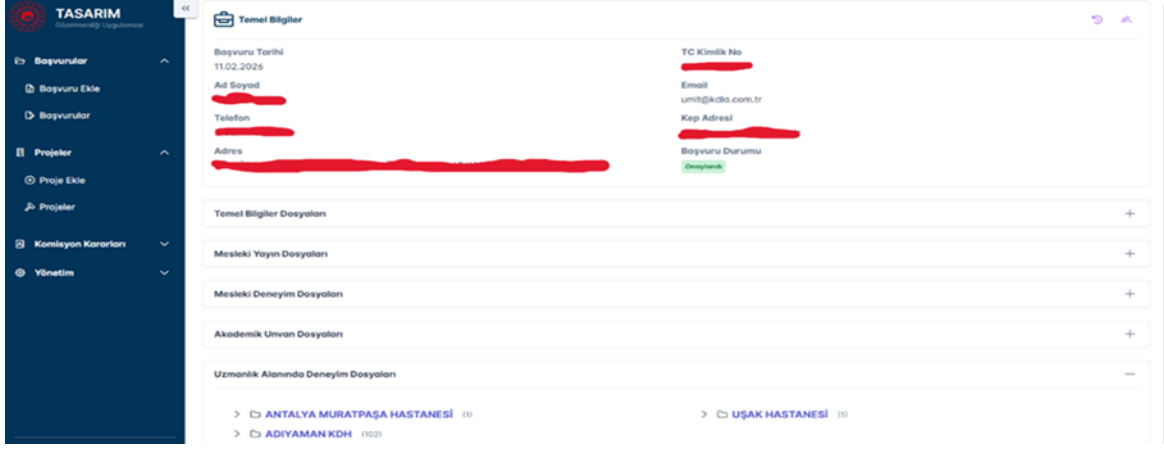 TASARIM
Gözetmenliği Uygulaması
Başvurular
Başvuru Ekle
Başvurular
Projeler
Proje Ekle
Projeler
Komisyon Kararları
Yönetim
Temel Bilgiler
Başvuru Tarihi
11.02.2026
TC Kimlik No
Ad Soyad
Email
umit@kdla.com.tr
Telefon
Kep Adresi
Adres
Başvuru Durumu
Onaylandı
Temel Bilgiler Dosyaları
Mesleki Yayın Dosyaları
Mesleki Deneyim Dosyaları
Akademik Unvan Dosyaları
Uzmanlık Alanında Deneyim Dosyaları
ANTALYA MURATPAŞA HASTANESİ (1)
UŞAK HASTANESİ (1)
ADIYAMAN KDH (102)